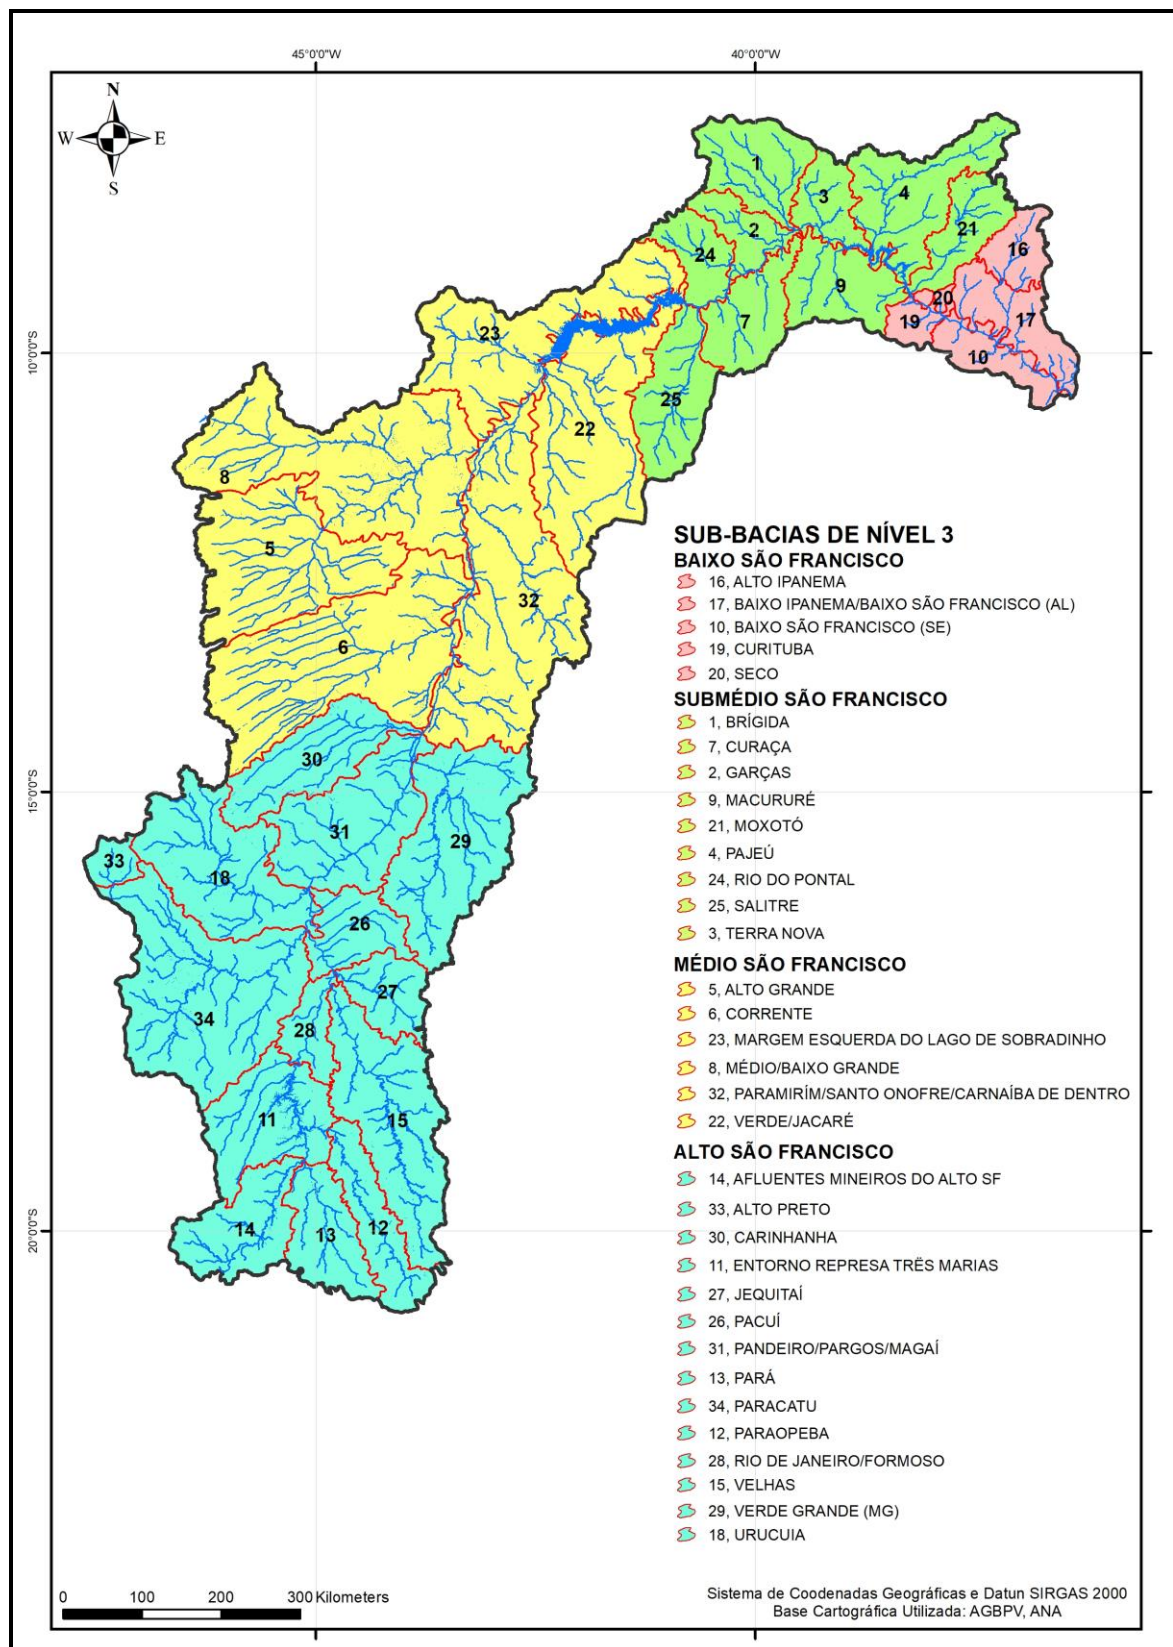 45°0'0"W
40°0'0"W
N
W
E
S
1
3
4
2
21
16
24
9
20
17
7
19
23
10
10°0'0"S
25
22
8
5
SUB-BACIAS DE NÍVEL 3
BAIXO SÃO FRANCISCO
16, ALTO IPANEMA
32
17, BAIXO IPANEMA/BAIXO SÃO FRANCISCO (AL)
10, BAIXO SÃO FRANCISCO (SE)
6
19, CURITUBA
20, SECO
SUBMÉDIO SÃO FRANCISCO
1, BRÍGIDA
7, CURAÇA
30
2, GARÇAS
15°0'0"S
9, MACURURÉ
31
21, MOXOTÓ
29
4, PAJEÚ
33
18
24, RIO DO PONTAL
25, SALITRE
26
3, TERRA NOVA
MÉDIO SÃO FRANCISCO
27
5, ALTO GRANDE
34
6, CORRENTE
28
23, MARGEM ESQUERDA DO LAGO DE SOBRADINHO
8, MÉDIO/BAIXO GRANDE
32, PARAMIRÍM/SANTO ONOFRE/CARNAÍBA DE DENTRO
11
15
22, VERDE/JACARÉ
ALTO SÃO FRANCISCO
14, AFLUENTES MINEIROS DO ALTO SF
33, ALTO PRETO
14
13
12
20°0'0"S
30, CARINHANHA
11, ENTORNO REPRESA TRËS MARIAS
27, JEQUITAÍ
26, PACUÍ
31, PANDEIRO/PARGOS/MAGAÍ
13, PARÁ
34, PARACATU
12, PARAOPEBA
28, RIO DE JANEIRO/FORMOSO
15, VELHAS
29, VERDE GRANDE (MG)
18, URUCUIA
0 100 200 300 Kilometers
Sistema de Coodenadas Geográficas e Datun SIRGAS 2000
Base Cartográfica Utilizada: AGBPV, ANA